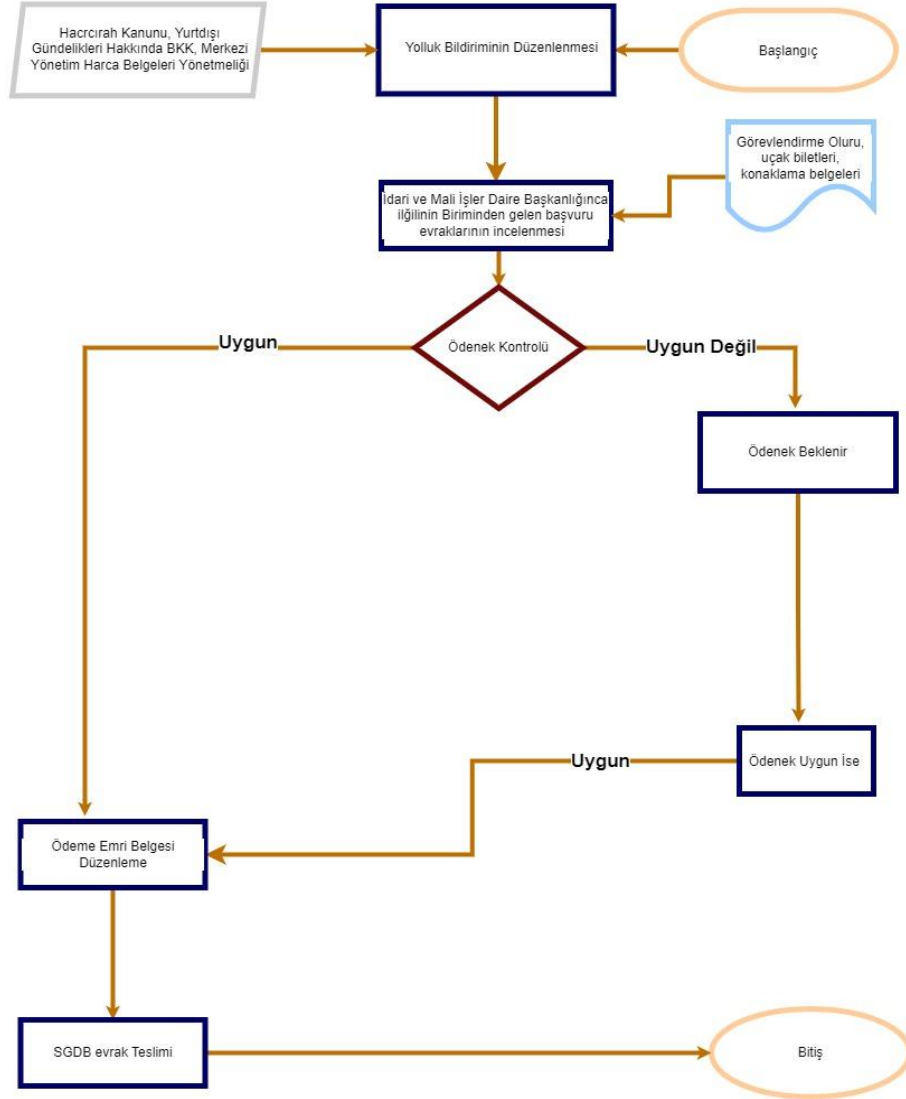 Hacrcırah Kanunu, Yurtdışı
Gündelikleri Hakkında BKK, Merkezi
Yönetim Harca Belgeleri Yönetmeliği
Yolluk Bildiriminin Düzenlenmesi
Başlangıç
Görevlendirme Oluru,
uçak biletleri,
konaklama belgeleri
İdari ve Mali İşler Daire Başkanlığınca
ilğilinin Biriminden gelen başvuru
evraklarının incelenmesi
Uygun
Ödenek Kontrolü
Uygun Değil
Ödenek Beklenir
Uygun
Ödenek Uygun İse
Ödeme Emri Belgesi
Düzenleme
SGDB evrak Teslimi
Bitiş